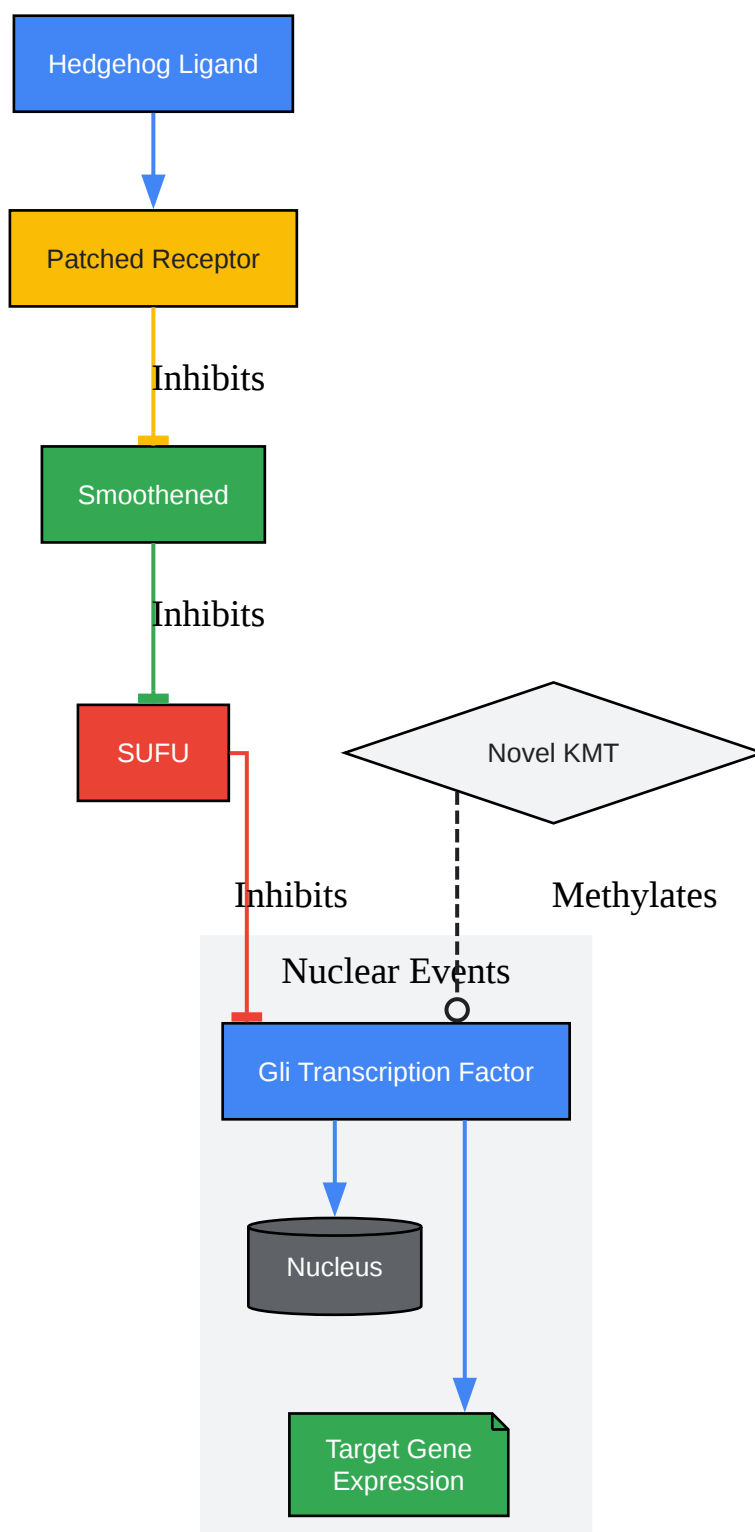 Hedgehog Ligand
Patched Receptor
Inhibits
Smoothened
Inhibits
SUFU
Novel KMT
Inhibits
Methylates
Nuclear Events
Gli Transcription Factor
Nucleus
Target Gene
Expression